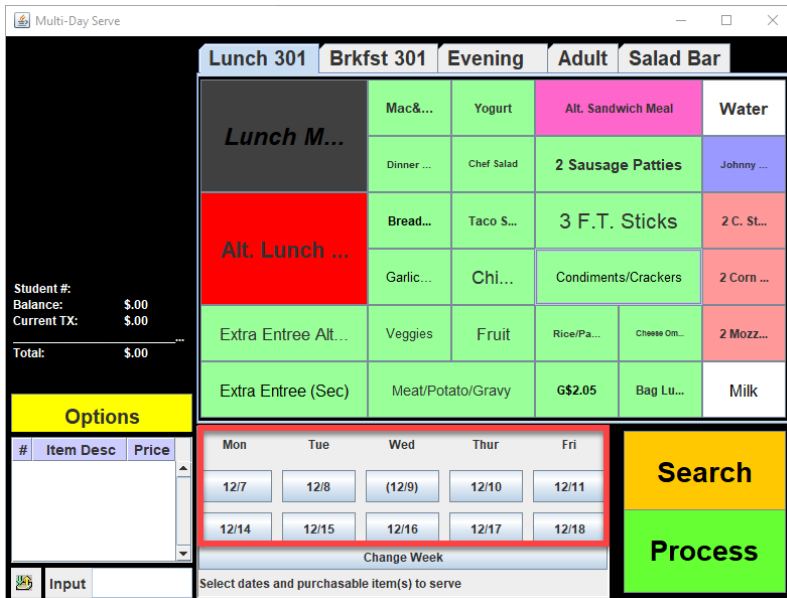 Multi-Day Serve
Lunch 301 Brkfst 301 Evening Adult Salad Bar
Lunch M... Mac&... Yogurt Alt. Sandwich Meal Water
Dinner ... Chef Salad 2 Sausage Patties Johnny ...
Alt. Lunch ... Bread... Taco S... 3 F.T. Sticks 2 C. St...
Garlic... Chi... Condiments/Crackers 2 Corn ...
Extra Entree Alt... Veggies Fruit Rice/Pa... Cheese Om... 2 Mozz...
Extra Entree (Sec) Meat/Potato/Gravy G$2.05 Bag Lu... Milk
Student #:
Balance: $.00
Current TX: $.00
...
Total: $.00
Options
# Item Desc Price
Mon Tue Wed Thur Fri
12/7 12/8 (12/9) 12/10 12/11
12/14 12/15 12/16 12/17 12/18
Change Week
Select dates and purchasable item(s) to serve
Search
Process
Input